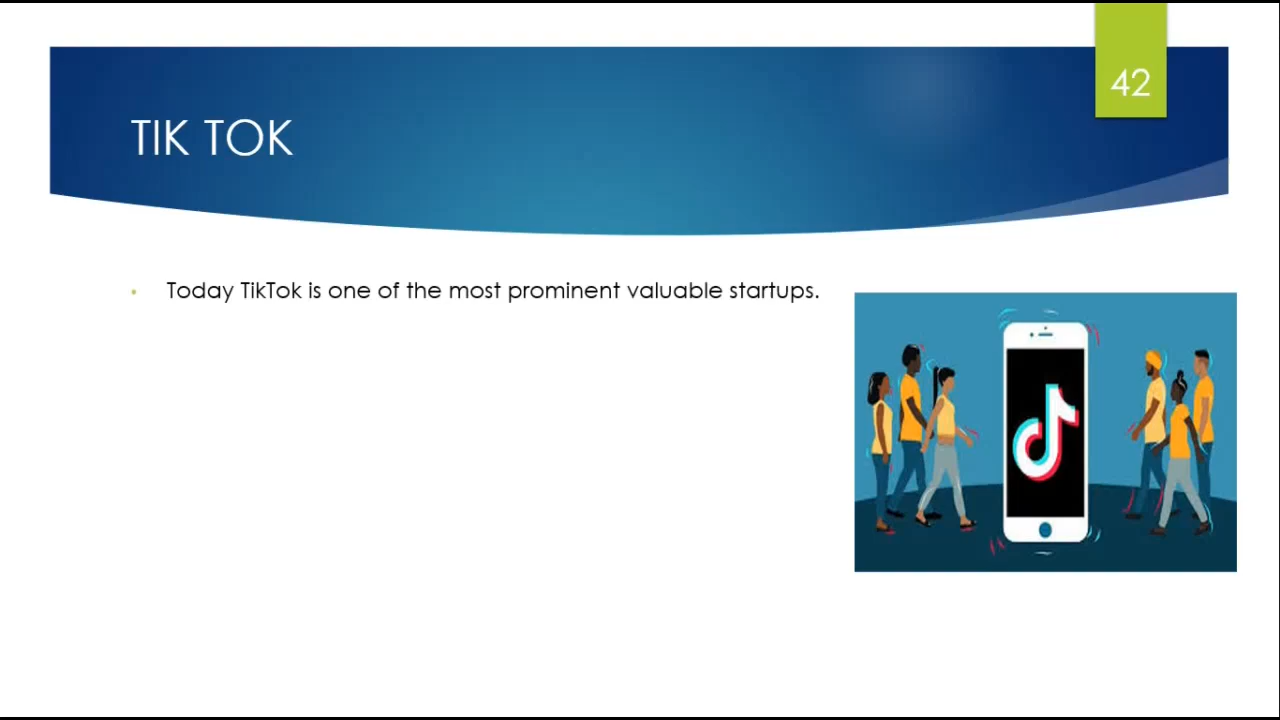 42
TIK TOK
• Today TikTok is one of the most prominent valuable startups.